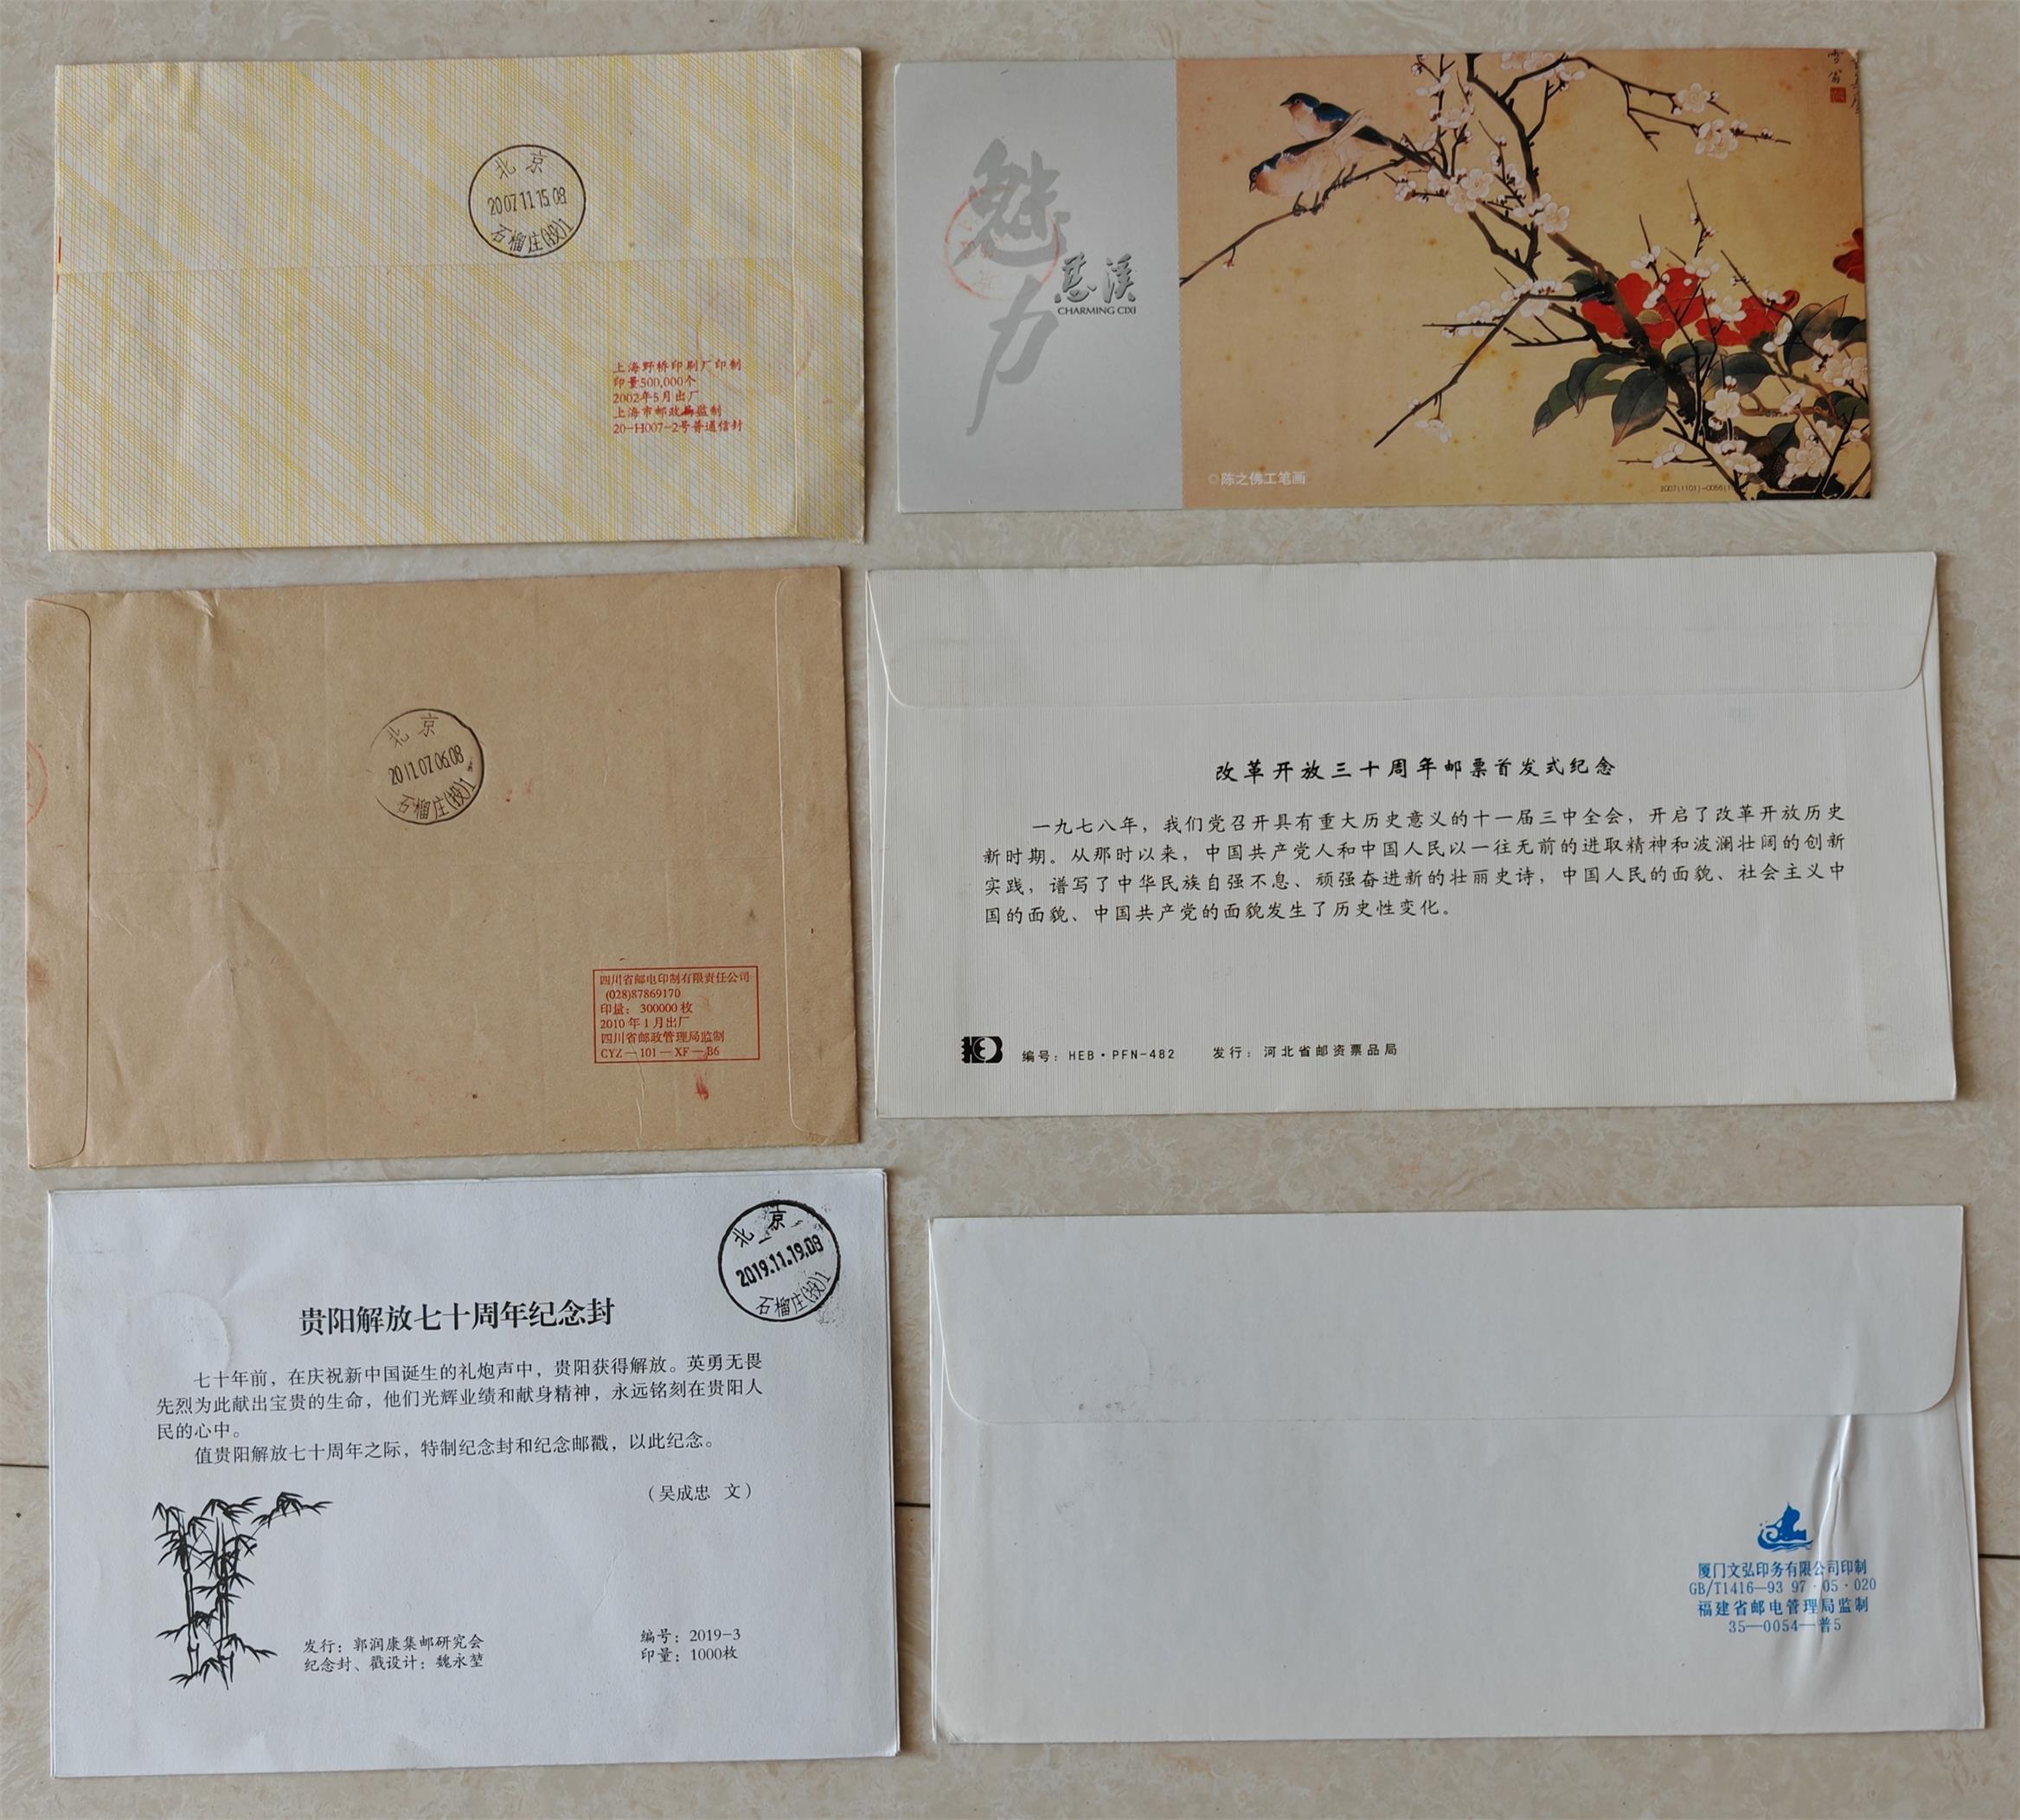 北京
2007.11.15.08
石榴庄(投)1
上海野桥印刷厂印制
印量500,000个
2002年5月出厂
上海市邮政局监制
20-H007-2号普通信封
魅力
慈溪
CHARMING CIXI
©陈之佛工笔画
雪翁
北京
2011.07.06.08
石榴庄(投)1
四川省邮电印制有限责任公司
(028)87869170
印量：300000 枚
2010 年 1 月出厂
四川省邮政管理局监制
CYZ—101—XF—B6
改革开放三十周年邮票首发式纪念
一九七八年，我们党召开具有重大历史意义的十一届三中全会，开启了改革开放历史
新时期。从那时以来，中国共产党人和中国人民以一往无前的进取精神和波澜壮阔的创新
实践，谱写了中华民族自强不息、顽强奋进新的壮丽史诗，中国人民的面貌、社会主义中
国的面貌、中国共产党的面貌发生了历史性变化。
编号：HEB·PFN-482 发行：河北省邮资票品局
北京
2019.11.19.08
石榴庄(投)1
贵阳解放七十周年纪念封
七十年前，在庆祝新中国诞生的礼炮声中，贵阳获得解放。英勇无畏
先烈为此献出宝贵的生命，他们光辉业绩和献身精神，永远铭刻在贵阳人
民的心中。
值贵阳解放七十周年之际，特制纪念封和纪念邮戳，以此纪念。
（吴成忠 文）
发行：郭润康集邮研究会
纪念封、戳设计：魏永堃
编号：2019-3
印量：1000枚
厦门文弘印务有限公司印制
GB/T1416—93 97·05·020
福建省邮电管理局监制
35—0054—普5